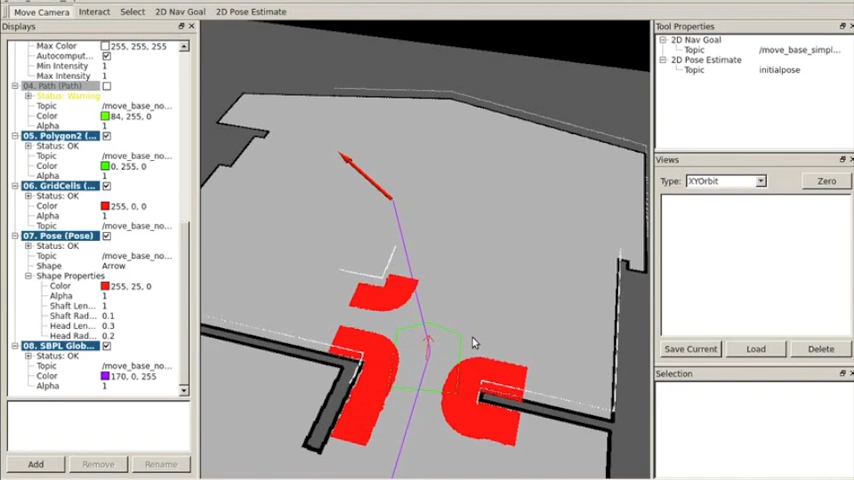 Move Camera Interact Select 2D Nav Goal 2D Pose Estimate
Displays
Max Color 255, 255, 255
Autocomput...
Min Intensity 1
Max Intensity 1
04. Path (Path)
Status: Warning
Topic /move_base_no...
Color 84, 255, 0
Alpha 1
05. Polygon2 (...
Status: OK
Topic /move_base_no...
Color 0, 255, 0
Alpha 1
06. GridCells (...
Status: OK
Color 255, 0, 0
Alpha 1
Topic /move_base_no...
07. Pose (Pose)
Status: OK
Topic /move_base_no...
Shape Arrow
Shape Properties
Color 255, 25, 0
Alpha 1
Shaft Len... 1
Shaft Rad... 0.1
Head Len... 0.3
Head Rad... 0.2
08. SBPL Glob...
Status: OK
Topic /move_base_no...
Color 170, 0, 255
Alpha 1
Add Remove Rename
Tool Properties
2D Nav Goal
Topic /move_base_simpl...
2D Pose Estimate
Topic initialpose
Views
Type: XYOrbit Zero
Save Current Load Delete
Selection